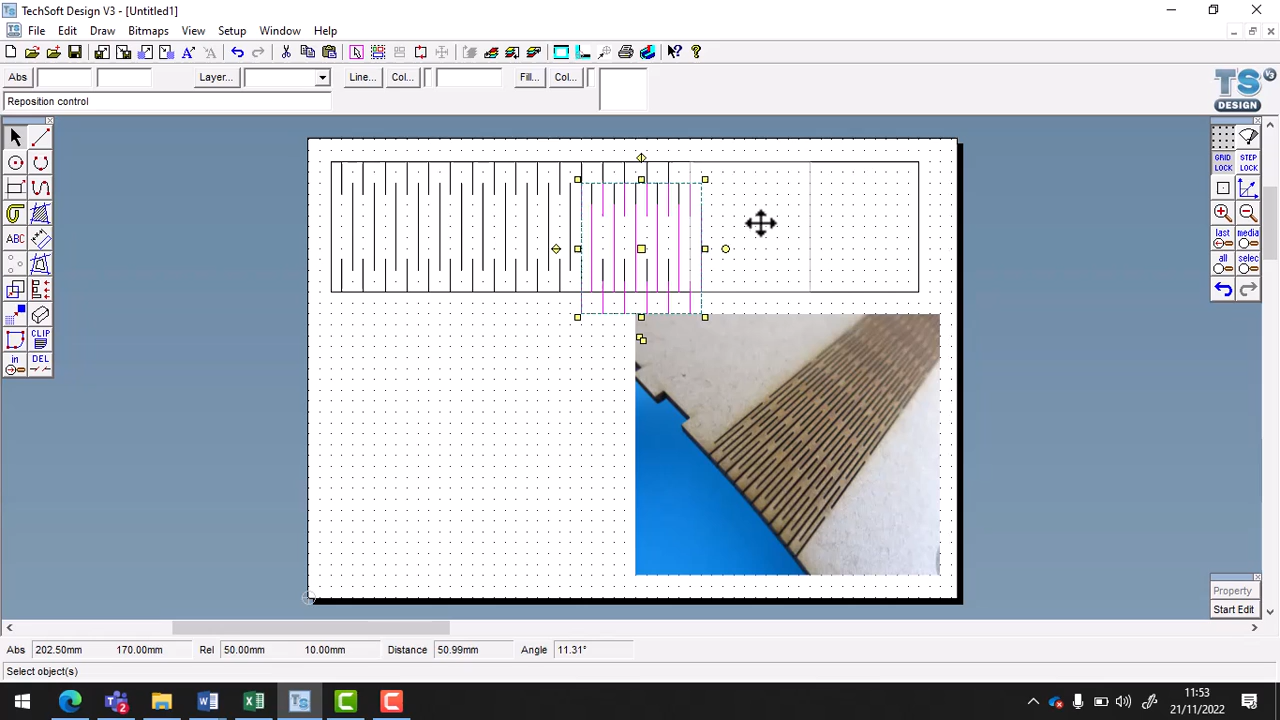 TechSoft Design V3 - [Untitled1]
File Edit Draw Bitmaps View Setup Window Help
Abs Layer... Line... Col... Fill... Col...
Reposition control
TS V3
DESIGN
GRID LOCK STEP LOCK
ABC
last media
all selec
CLIP
in DEL
Property
Start Edit
Abs 202.50mm 170.00mm Rel 50.00mm 10.00mm Distance 50.99mm Angle 11.31°
Select object(s)
11:53
21/11/2022